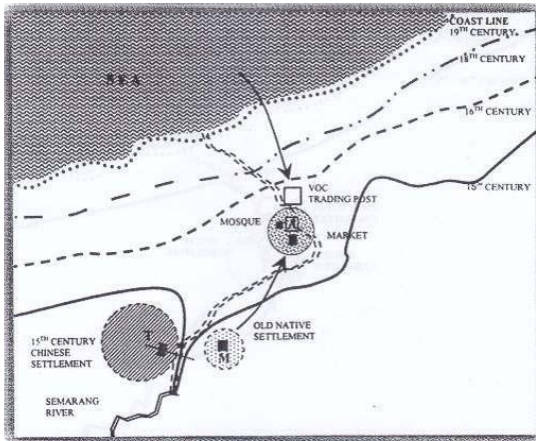 COAST LINE
19TH CENTURY
SEA
18TH CENTURY
16TH CENTURY
15TH CENTURY
VOC
TRADING POST
MOSQUE
MARKET
OLD NATIVE
SETTLEMENT
15TH CENTURY
CHINESE
SETTLEMENT
T
M
SEMARANG
RIVER